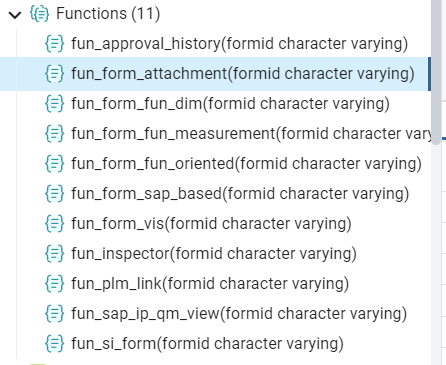 Functions (11)
fun_approval_history(formid character varying)
fun_form_attachment(formid character varying)
fun_form_fun_dim(formid character varying)
fun_form_fun_measurement(formid character vary
fun_form_fun_oriented(formid character varying)
fun_form_sap_based(formid character varying)
fun_form_vis(formid character varying)
fun_inspector(formid character varying)
fun_plm_link(formid character varying)
fun_sap_ip_qm_view(formid character varying)
fun_si_form(formid character varying)